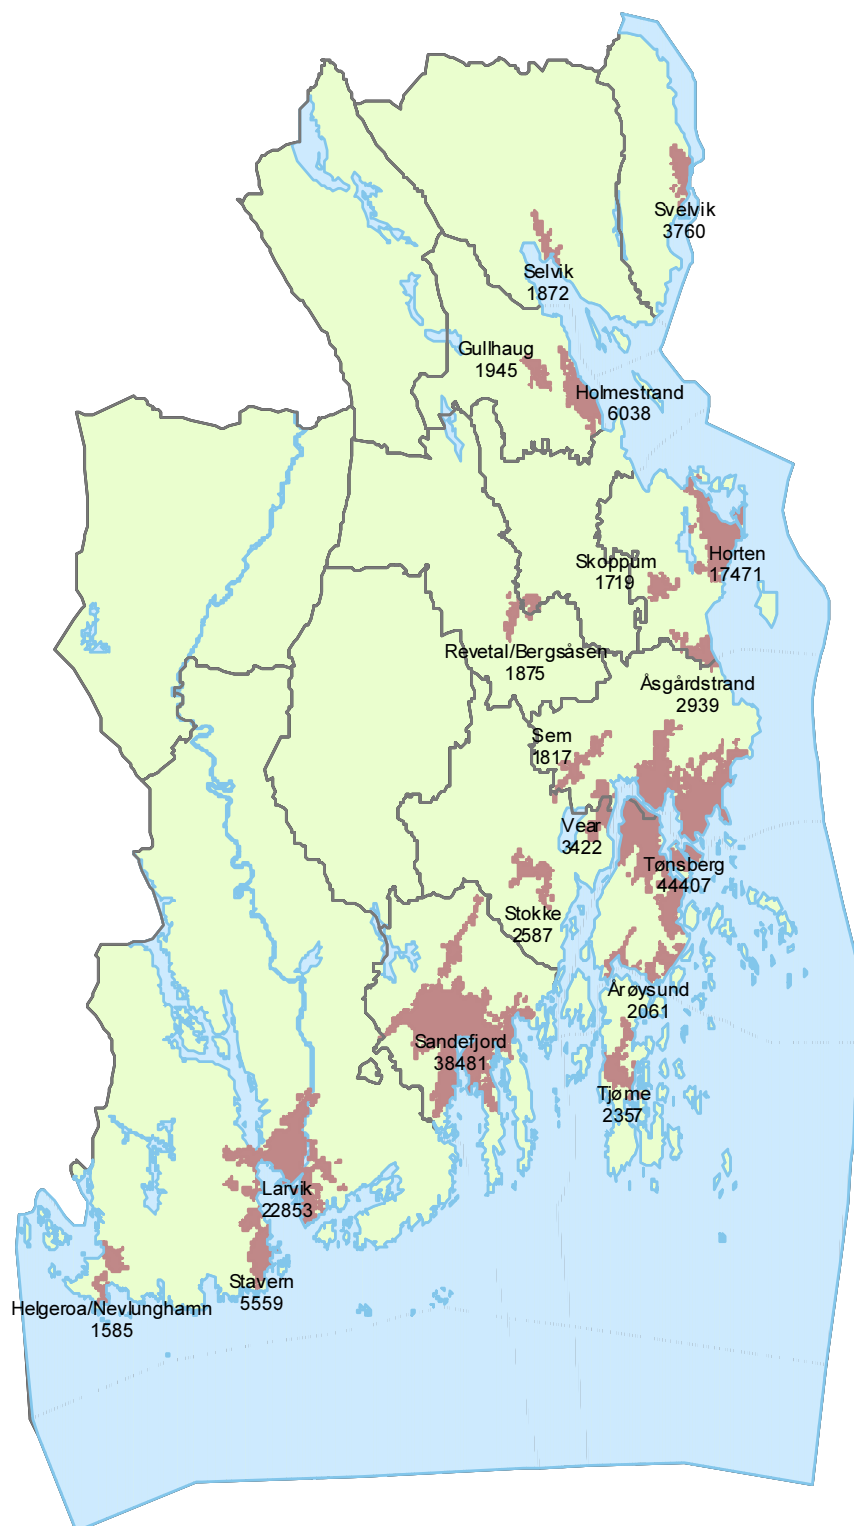 Svelvik
3760
Selvik
1872
Gullhaug
1945
Holmestrand
6038
Horten
17471
Skoppum
1719
Revetal/Bergsåsen
1875
Åsgårdstrand
2939
Sem
1817
Vear
3422
Tønsberg
44407
Stokke
2587
Årøysund
2061
Sandefjord
38481
Tjøme
2357
Larvik
22853
Stavern
5559
Helgeroa/Nevlunghamn
1585